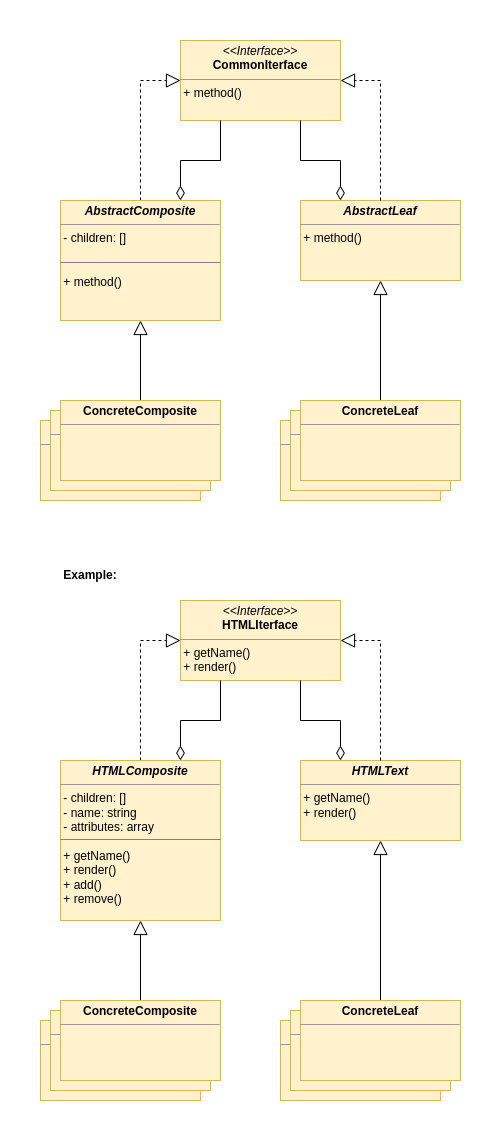 <<Interface>>
CommonIterface
+ method()
AbstractComposite
- children: []
+ method()
AbstractLeaf
+ method()
ConcreteComposite
ConcreteLeaf
Example:
<<Interface>>
HTMLIterface
+ getName()
+ render()
HTMLComposite
- children: []
- name: string
- attributes: array
+ getName()
+ render()
+ add()
+ remove()
HTMLText
+ getName()
+ render()
ConcreteComposite
ConcreteLeaf